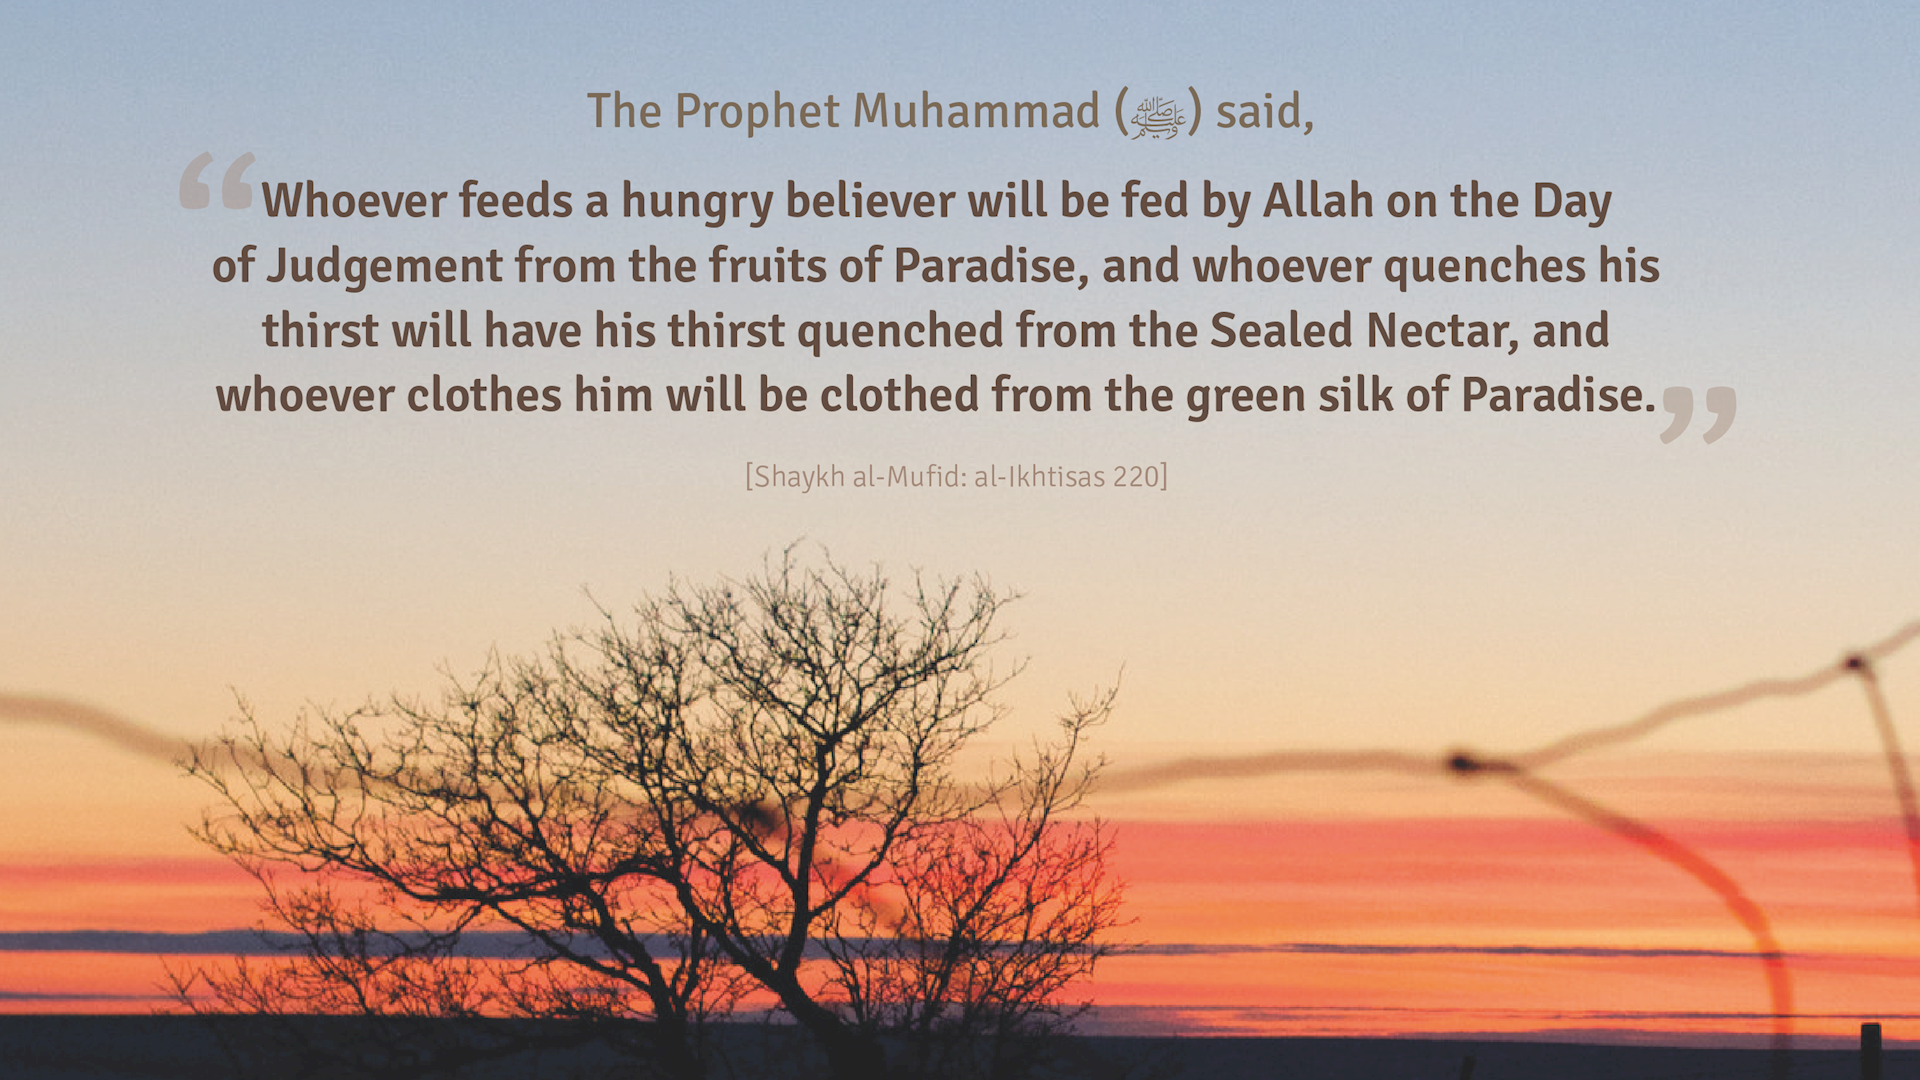 The Prophet Muhammad (ﷺ) said,
“Whoever feeds a hungry believer will be fed by Allah on the Day
of Judgement from the fruits of Paradise, and whoever quenches his
thirst will have his thirst quenched from the Sealed Nectar, and
whoever clothes him will be clothed from the green silk of Paradise.”
[Shaykh al-Mufid: al-Ikhtisas 220]